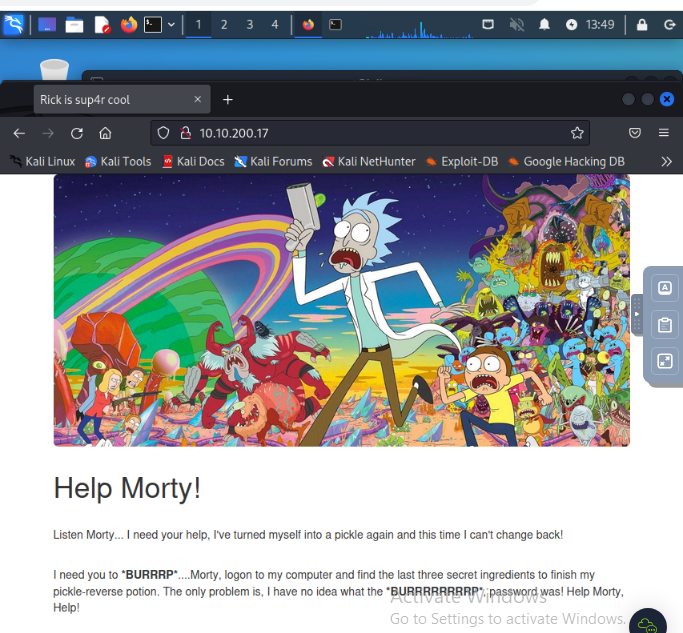 1 2 3 4 13:49
Rick is sup4r cool
10.10.200.17
Kali Linux Kali Tools Kali Docs Kali Forums Kali NetHunter Exploit-DB Google Hacking DB
A
Help Morty!
Listen Morty... I need your help, I've turned myself into a pickle again and this time I can't change back!
I need you to *BURRRP*....Morty, logon to my computer and find the last three secret ingredients to finish my
pickle-reverse potion. The only problem is, I have no idea what the *BURRRRRRRRP*, password was! Help Morty,
Help!
Activate Windows
Go to Settings to activate Windows.